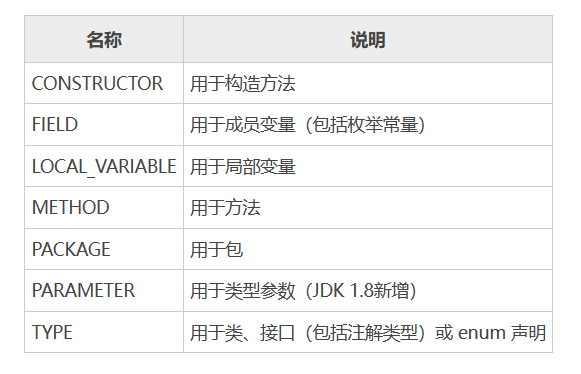 名称 说明
CONSTRUCTOR 用于构造方法
FIELD 用于成员变量（包括枚举常量）
LOCAL_VARIABLE 用于局部变量
METHOD 用于方法
PACKAGE 用于包
PARAMETER 用于类型参数（JDK 1.8新增）
TYPE 用于类、接口（包括注解类型）或 enum 声明